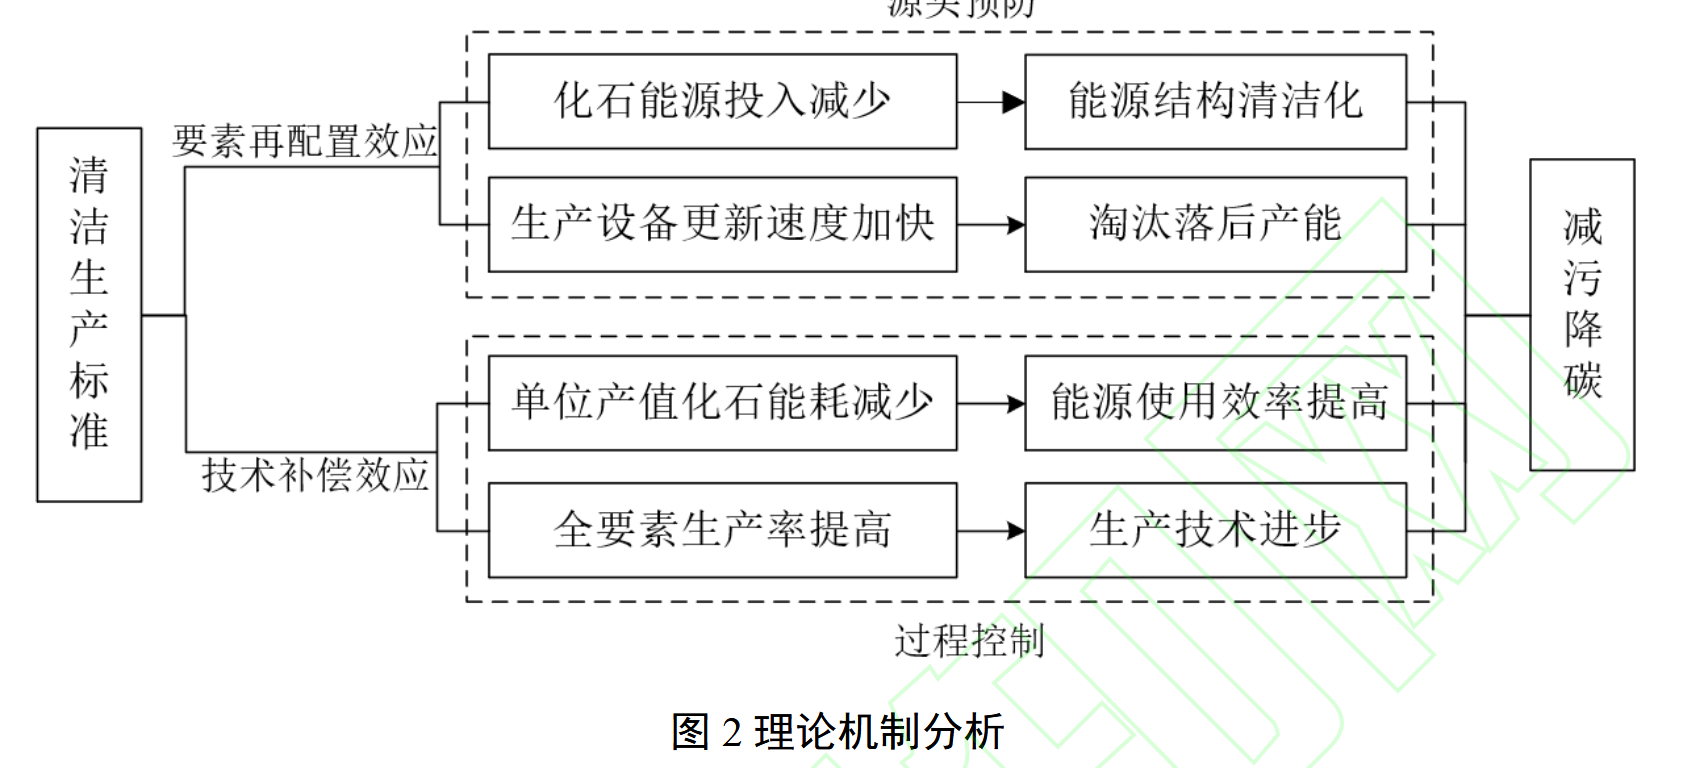 源头预防
清洁生产标准
要素再配置效应
化石能源投入减少
能源结构清洁化
生产设备更新速度加快
淘汰落后产能
技术补偿效应
单位产值化石能耗减少
能源使用效率提高
全要素生产率提高
生产技术进步
减污降碳
过程控制
图 2 理论机制分析